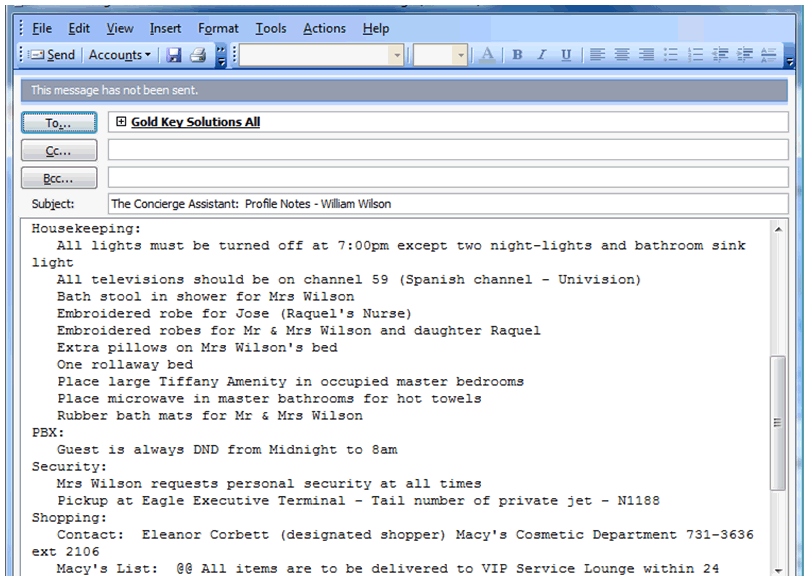 File Edit View Insert Format Tools Actions Help
Send Accounts A B I U
This message has not been sent.
To... Gold Key Solutions All
Cc...
Bcc...
Subject: The Concierge Assistant: Profile Notes - William Wilson
Housekeeping:
All lights must be turned off at 7:00pm except two night-lights and bathroom sink
light
All televisions should be on channel 59 (Spanish channel - Univision)
Bath stool in shower for Mrs Wilson
Embroidered robe for Jose (Raquel's Nurse)
Embroidered robes for Mr & Mrs Wilson and daughter Raquel
Extra pillows on Mrs Wilson's bed
One rollaway bed
Place large Tiffany Amenity in occupied master bedrooms
Place microwave in master bathrooms for hot towels
Rubber bath mats for Mr & Mrs Wilson
PBX:
Guest is always DND from Midnight to 8am
Security:
Mrs Wilson requests personal security at all times
Pickup at Eagle Executive Terminal - Tail number of private jet - N1188
Shopping:
Contact: Eleanor Corbett (designated shopper) Macy's Cosmetic Department 731-3636
ext 2106
Macy's List: @@ All items are to be delivered to VIP Service Lounge within 24